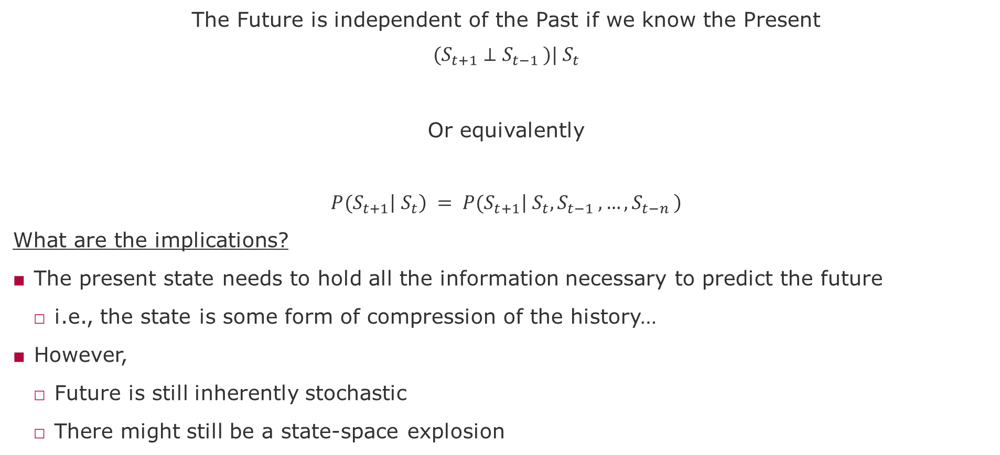 The Future is independent of the Past if we know the Present
(S_{t+1} ⊥ S_{t−1} )| S_t
Or equivalently
P(S_{t+1}| S_t) = P(S_{t+1}| S_t, S_{t−1} , … , S_{t−n} )
What are the implications?
■ The present state needs to hold all the information necessary to predict the future
□ i.e., the state is some form of compression of the history…
■ However,
□ Future is still inherently stochastic
□ There might still be a state-space explosion